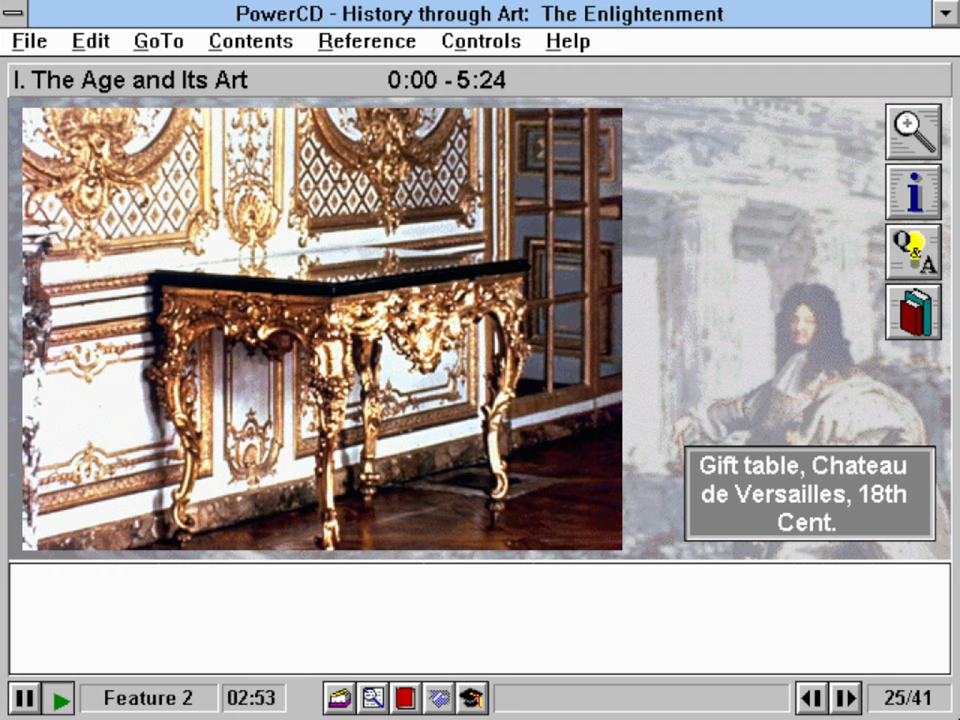 PowerCD - History through Art:  The Enlightenment
File Edit GoTo Contents Reference Controls Help
I. The Age and Its Art 0:00 - 5:24
i
Q & A
Gift table, Chateau
de Versailles, 18th
Cent.
Feature 2 02:53 25/41